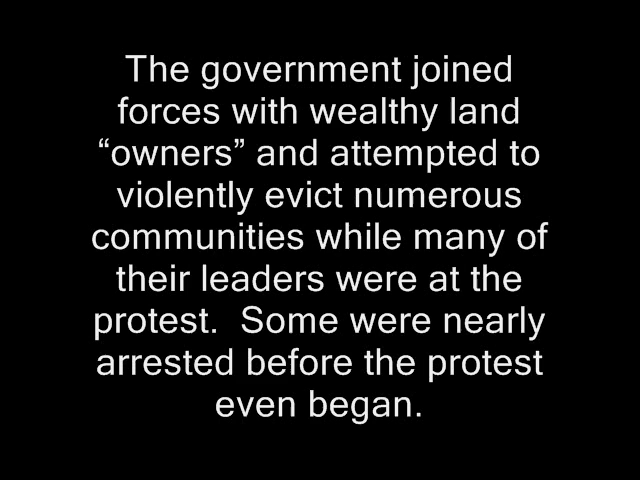 The government joined
forces with wealthy land
“owners” and attempted to
violently evict numerous
communities while many of
their leaders were at the
protest.  Some were nearly
arrested before the protest
even began.